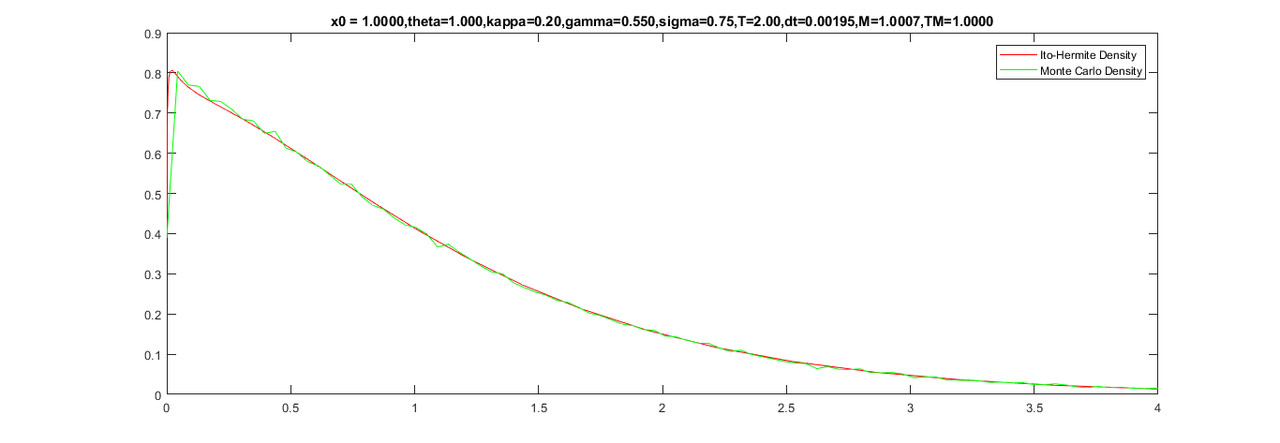 x0 = 1.0000,theta=1.000,kappa=0.20,gamma=0.550,sigma=0.75,T=2.00,dt=0.00195,M=1.0007,TM=1.0000
Ito-Hermite Density
Monte Carlo Density
0.9
0.8
0.7
0.6
0.5
0.4
0.3
0.2
0.1
0
0 0.5 1 1.5 2 2.5 3 3.5 4